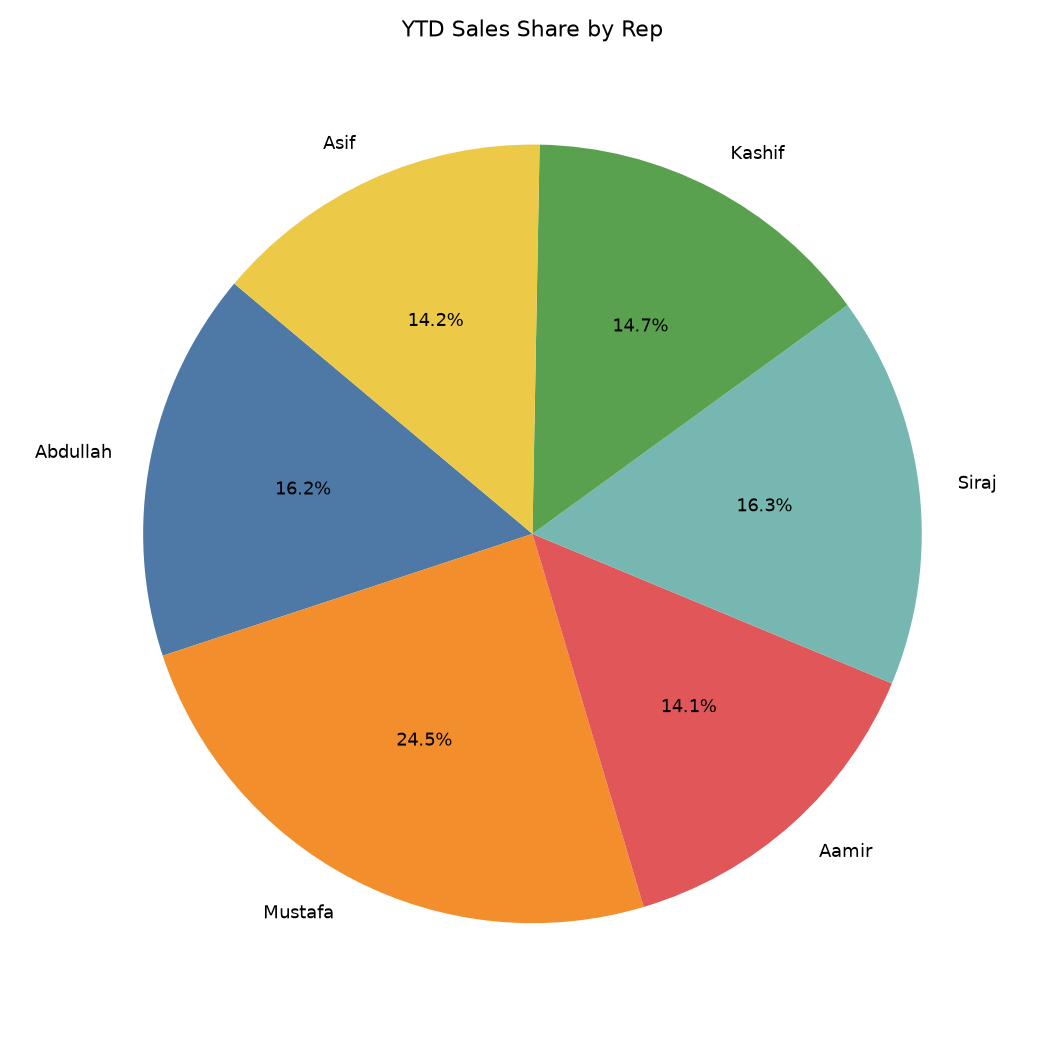 YTD Sales Share by Rep
Asif
Kashif
14.2%
14.7%
Abdullah
Siraj
16.2%
16.3%
14.1%
24.5%
Aamir
Mustafa